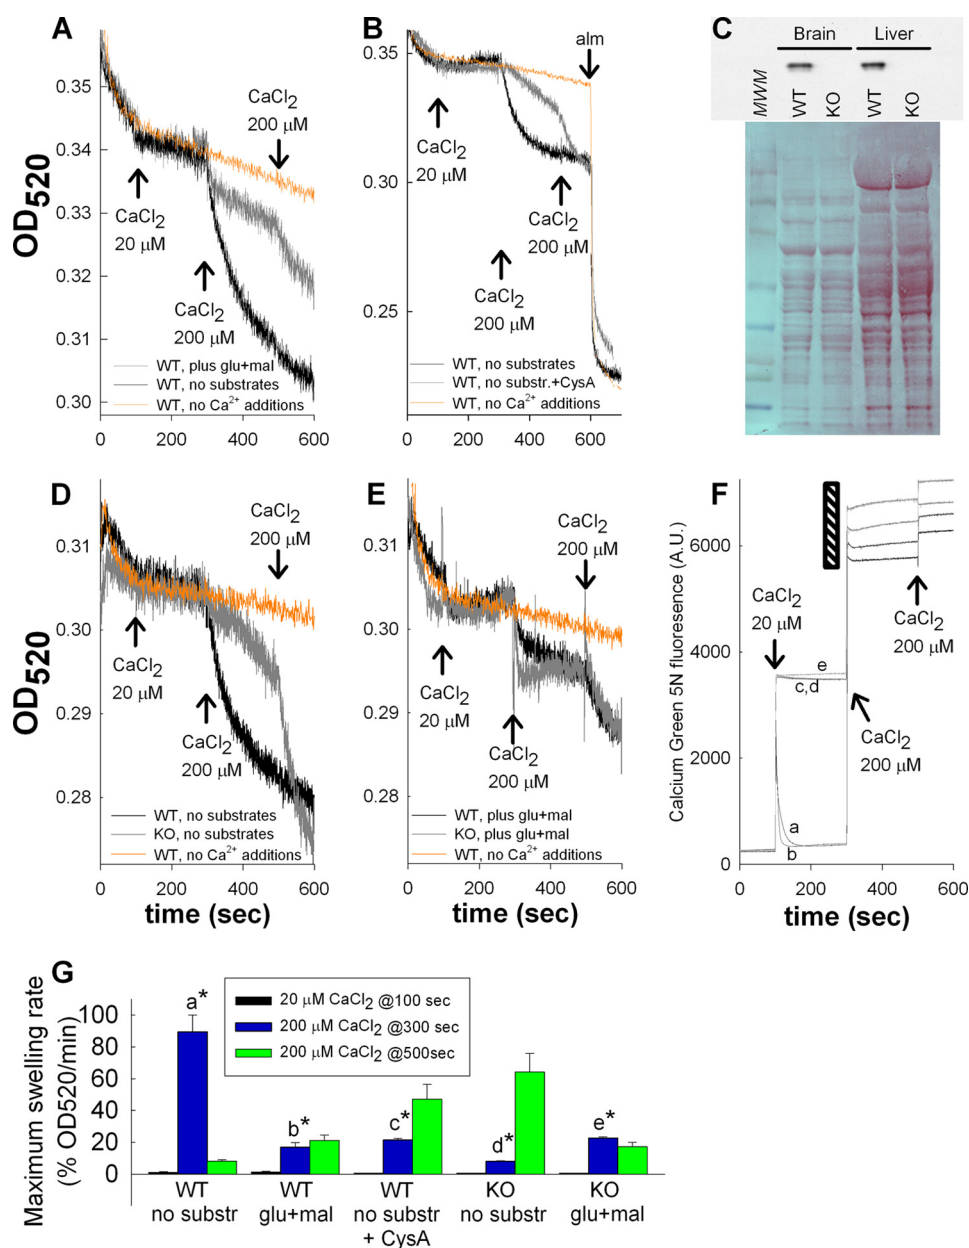 A
OD520
0.34
0.33
0.32
0.31
0.30
0 200 400 600
CaCl2
200 μM
CaCl2
20 μM
CaCl2
200 μM
WT, plus glu+mal
WT, no substrates
WT, no Ca2+ additions
B
0.35
0.30
0.25
0 200 400 600
alm
CaCl2
20 μM
CaCl2
200 μM
CaCl2
200 μM
WT, no substrates
WT, no substr.+CysA
WT, no Ca2+ additions
C
Brain Liver
MWM WT KO WT KO
D
OD520
0.31
0.30
0.29
0.28
0 200 400 600
time (sec)
CaCl2
200 μM
CaCl2
20 μM
CaCl2
200 μM
WT, no substrates
KO, no substrates
WT, no Ca2+ additions
E
0.31
0.30
0.29
0.28
0 200 400 600
time (sec)
CaCl2
200 μM
CaCl2
20 μM
CaCl2
200 μM
WT, plus glu+mal
KO, plus glu+mal
WT, no Ca2+ additions
F
Calcium Green 5N fluoresence (A.U.)
6000
4000
2000
0
0 200 400 600
time (sec)
CaCl2
20 μM
e
c,d
a
b
CaCl2
200 μM
CaCl2
200 μM
G
Maximum swelling rate
(% OD520/min)
100
80
60
40
20
0
20 μM CaCl2 @100 sec
200 μM CaCl2 @300 sec
200 μM CaCl2 @500sec
a* b* c* d* e*
WT WT WT KO KO
no substr glu+mal no substr no substr glu+mal
+ CysA